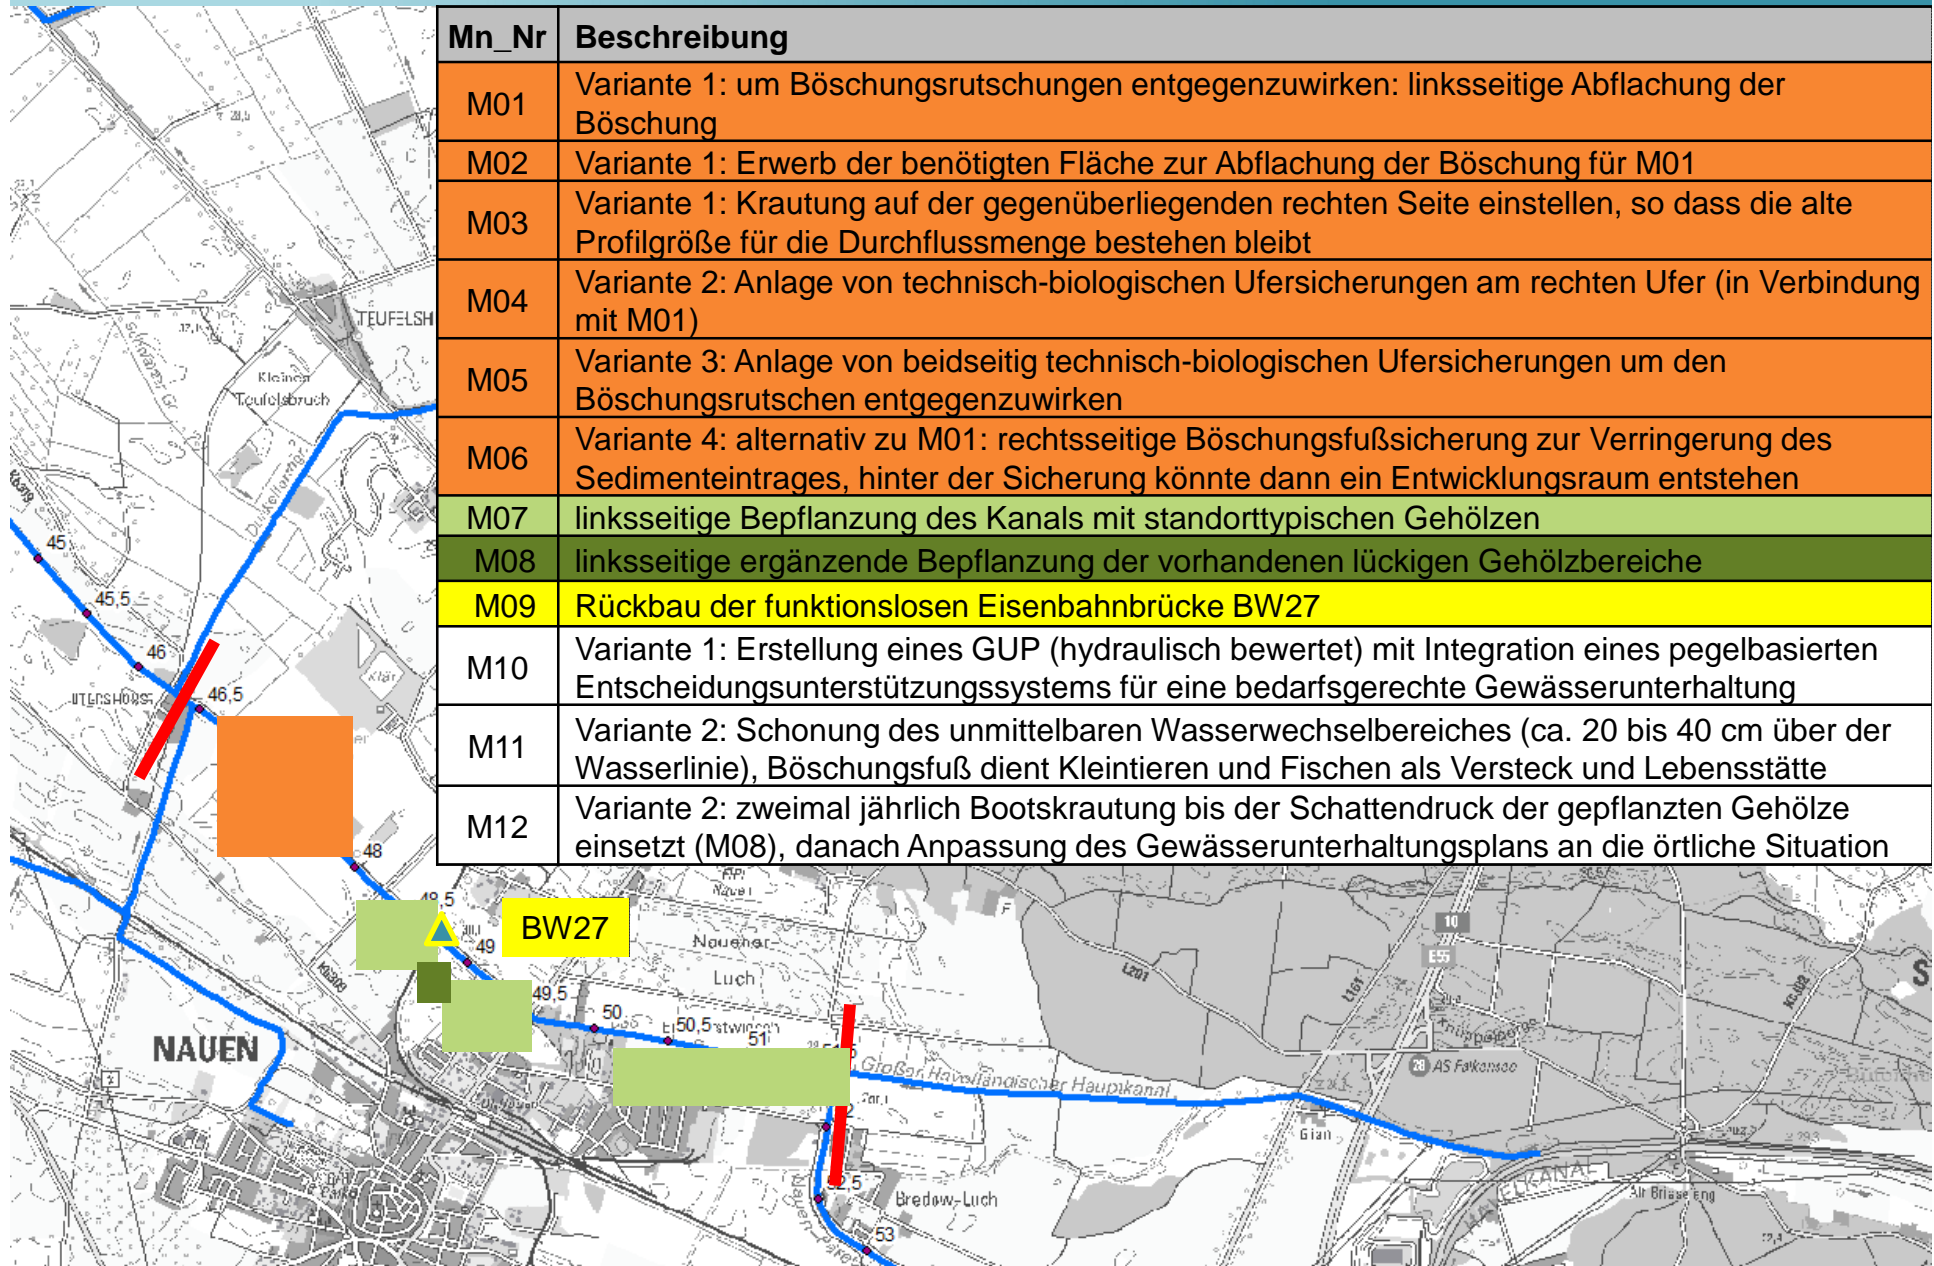 Mn_Nr Beschreibung
M01 Variante 1: um Böschungsrutschungen entgegenzuwirken: linksseitige Abflachung der
Böschung
M02 Variante 1: Erwerb der benötigten Fläche zur Abflachung der Böschung für M01
M03 Variante 1: Krautung auf der gegenüberliegenden rechten Seite einstellen, so dass die alte
Profilgröße für die Durchflussmenge bestehen bleibt
M04 Variante 2: Anlage von technisch-biologischen Ufersicherungen am rechten Ufer (in Verbindung
mit M01)
M05 Variante 3: Anlage von beidseitig technisch-biologischen Ufersicherungen um den
Böschungsrutschen entgegenzuwirken
M06 Variante 4: alternativ zu M01: rechtsseitige Böschungsfußsicherung zur Verringerung des
Sedimenteintrages, hinter der Sicherung könnte dann ein Entwicklungsraum entstehen
M07 linksseitige Bepflanzung des Kanals mit standorttypischen Gehölzen
M08 linksseitige ergänzende Bepflanzung der vorhandenen lückigen Gehölzbereiche
M09 Rückbau der funktionslosen Eisenbahnbrücke BW27
M10 Variante 1: Erstellung eines GUP (hydraulisch bewertet) mit Integration eines pegelbasierten
Entscheidungsunterstützungssystems für eine bedarfsgerechte Gewässerunterhaltung
M11 Variante 2: Schonung des unmittelbaren Wasserwechselbereiches (ca. 20 bis 40 cm über der
Wasserlinie), Böschungsfuß dient Kleintieren und Fischen als Versteck und Lebensstätte
M12 Variante 2: zweimal jährlich Bootskrautung bis der Schattendruck der gepflanzten Gehölze
einsetzt (M08), danach Anpassung des Gewässerunterhaltungsplans an die örtliche Situation
TEUFELSH
Kleines
Teufelsbruch
45
45,5
46
46,5
Klär
48
BW27
49
49,5
50
50,5
51
Nauener
Luch
NAUEN
Großer Havelländischer Hauptkanal
L201
L161
10
E55
28 AS Falkensee
S
2
Bredow-Luch
53
HAVELKANAL
Alt Brieselang